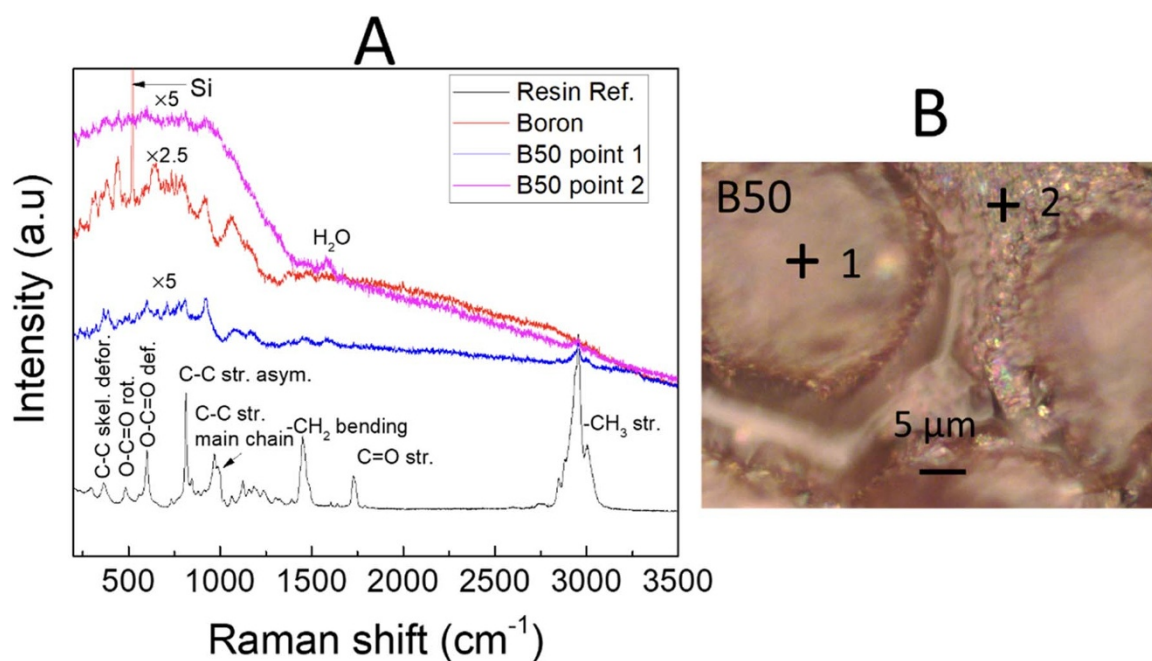 A
Si
×5
×2.5
Resin Ref.
Boron
B50 point 1
B50 point 2
H₂O
×5
C-C skel. defor.
O-C=O rot.
O-C=O def.
C-C str. asym.
C-C str.
main chain
-CH₂ bending
C=O str.
-CH₃ str.
Intensity (a.u)
500
1000
1500
2000
2500
3000
3500
Raman shift (cm⁻¹)
B
B50
1
2
5 µm